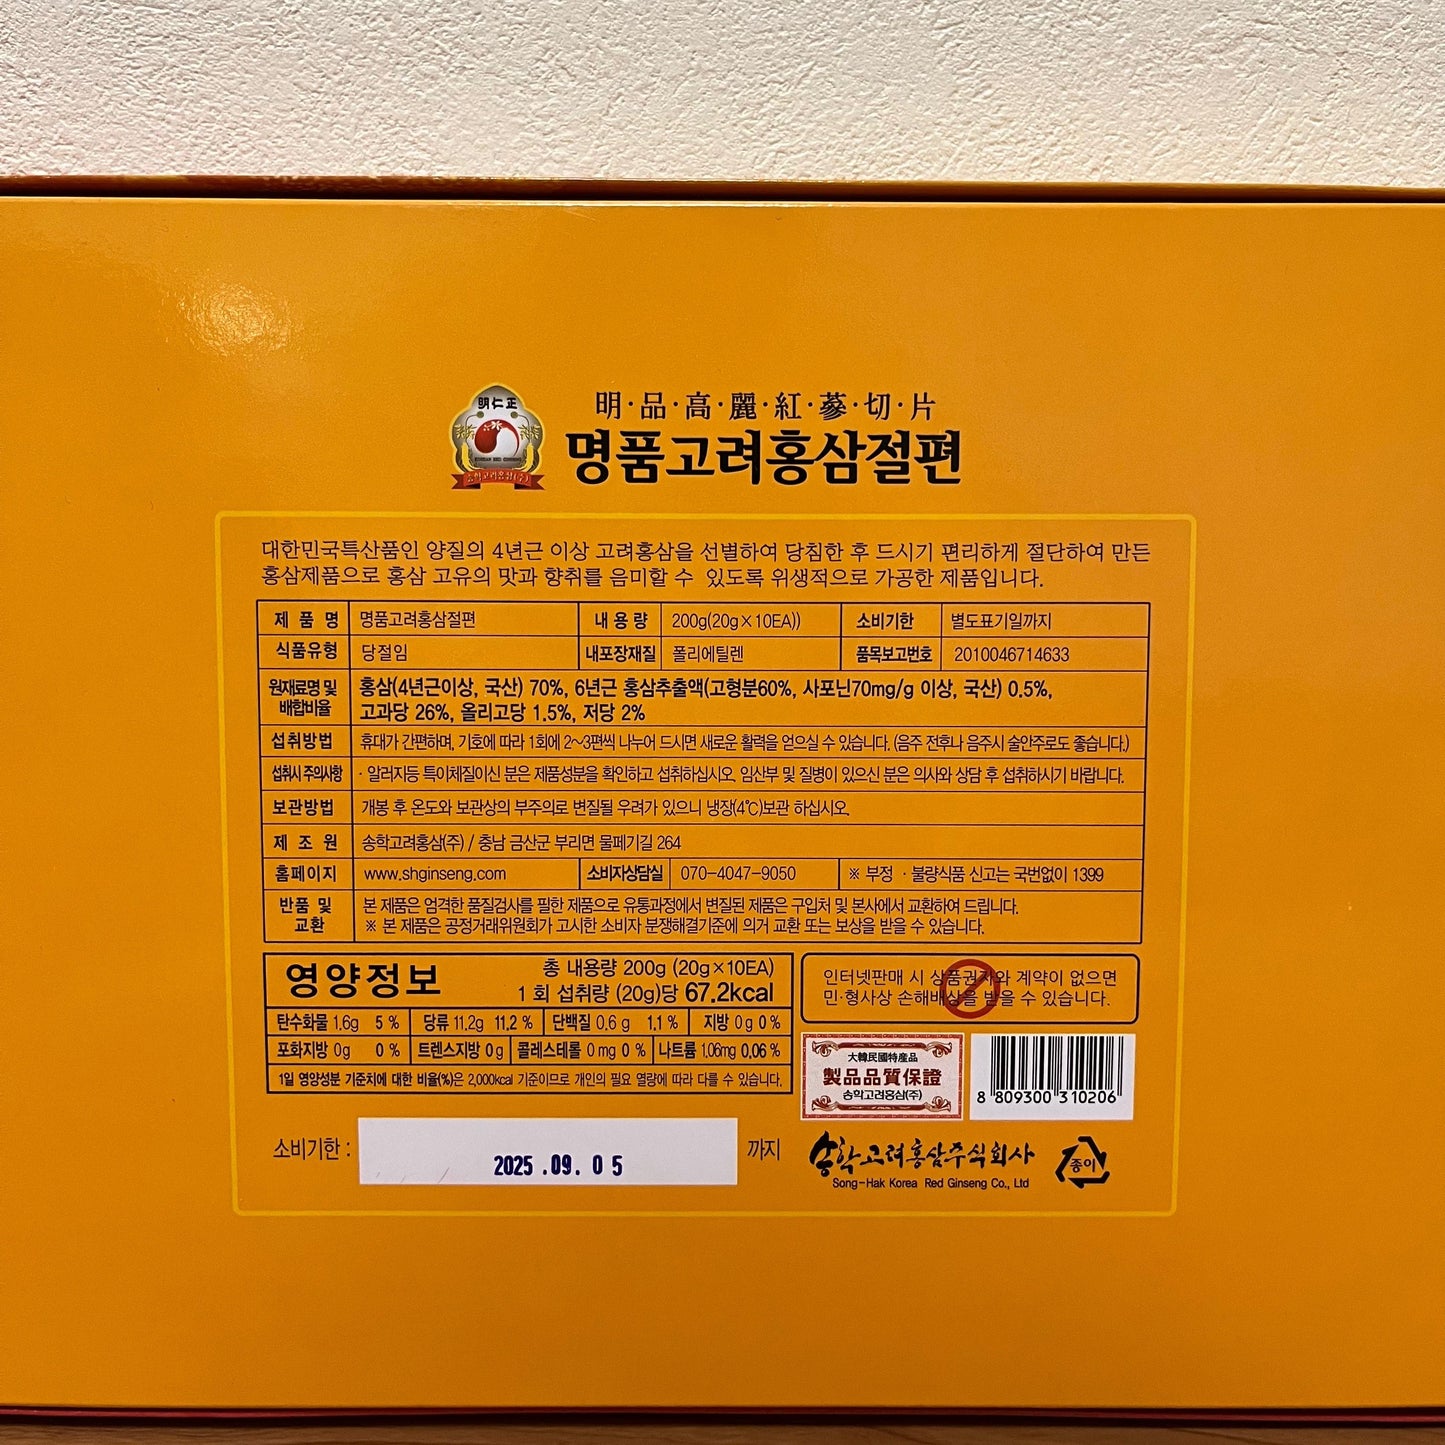 明仁正
KOREAN RED GINSENG
송학고려홍삼(주)
明·品·高·麗·紅·蔘·切·片
명품고려홍삼절편
대한민국특산품인 양질의 4년근 이상 고려홍삼을 선별하여 당침한 후 드시기 편리하게 절단하여 만든
홍삼제품으로 홍삼 고유의 맛과 향취를 음미할 수 있도록 위생적으로 가공한 제품입니다.
제 품 명 명품고려홍삼절편 내 용 량 200g(20g×10EA)) 소비기한 별도표기일까지
식품유형 당절임 내포장재질 폴리에틸렌 품목보고번호 2010046714633
원재료명 및 홍삼(4년근이상, 국산) 70%, 6년근 홍삼추출액(고형분60%, 사포닌70mg/g 이상, 국산) 0.5%,
배합비율 고과당 26%, 올리고당 1.5%, 저당 2%
섭취방법 휴대가 간편하며, 기호에 따라 1회에 2~3편씩 나누어 드시면 새로운 활력을 얻으실 수 있습니다. (음주 전후나 음주시 술안주로도 좋습니다.)
섭취시 주의사항 · 알러지등 특이체질이신 분은 제품성분을 확인하고 섭취하십시오. 임산부 및 질병이 있으신 분은 의사와 상담 후 섭취하시기 바랍니다.
보관방법 개봉 후 온도와 보관상의 부주의로 변질될 우려가 있으니 냉장(4℃)보관 하십시오.
제 조 원 송학고려홍삼(주) / 충남 금산군 부리면 물페기길 264
홈페이지 www.shginseng.com 소비자상담실 070-4047-9050 ※ 부정 · 불량식품 신고는 국번없이 1399
반품 및 본 제품은 엄격한 품질검사를 필한 제품으로 유통과정에서 변질된 제품은 구입처 및 본사에서 교환하여 드립니다.
교환 ※ 본 제품은 공정거래위원회가 고시한 소비자 분쟁해결기준에 의거 교환 또는 보상을 받을 수 있습니다.
영양정보 총 내용량 200g (20g×10EA)
1 회 섭취량 (20g)당 67.2kcal
탄수화물 1.6g 5 % 당류 11.2g 11.2 % 단백질 0.6 g 1.1 % 지방 0 g 0 %
포화지방 0g 0 % 트렌스지방 0 g 콜레스테롤 0 mg 0 % 나트륨 1.06mg 0.06 %
1일 영양성분 기준치에 대한 비율(%)은 2,000kcal 기준이므로 개인의 필요 열량에 따라 다를 수 있습니다.
인터넷판매 시 상품권자와 계약이 없으면
민·형사상 손해배상을 받을 수 있습니다.
大韓民國特産品
製品品質保證
송학고려홍삼(주)
8 809300 310206
소비기한 : 2025 .09. 0 5 까지
송학고려홍삼주식회사
Song-Hak Korea Red Ginseng Co., Ltd
종이